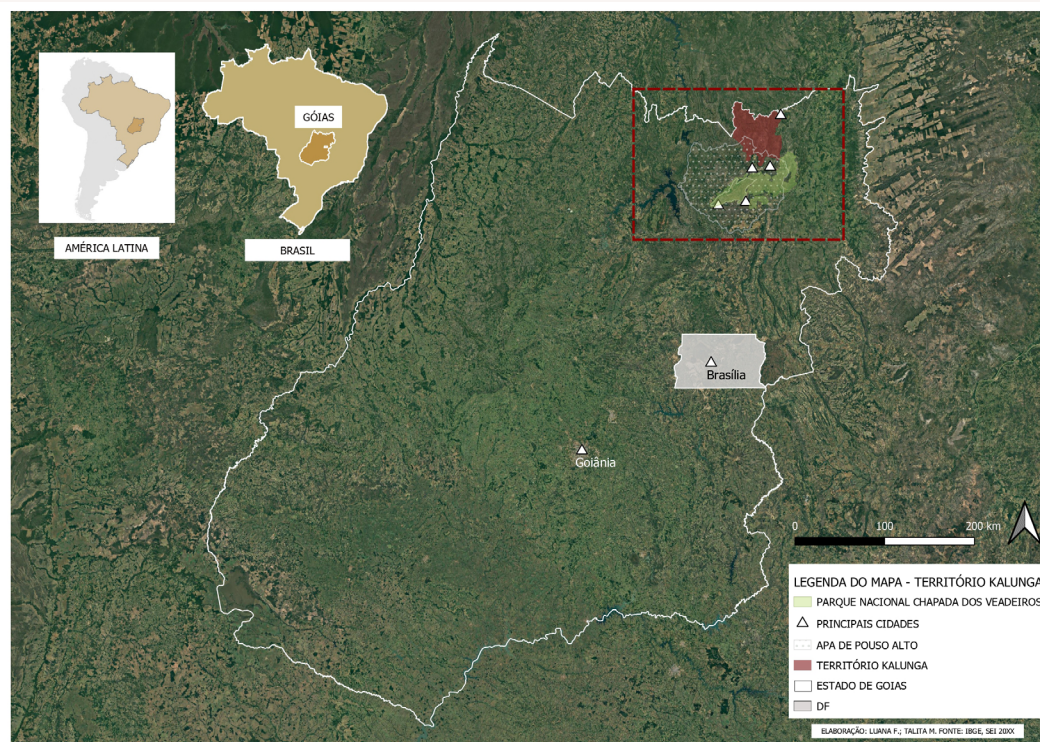 GÓIAS
AMÉRICA LATINA
BRASIL
Brasília
Goiânia
0 100 200 km
LEGENDA DO MAPA - TERRITÓRIO KALUNGA
PARQUE NACIONAL CHAPADA DOS VEADEIROS
PRINCIPAIS CIDADES
APA DE POUSO ALTO
TERRITÓRIO KALUNGA
ESTADO DE GOIAS
DF
ELABORAÇÃO: LUANA F.; TALITA M. FONTE: IBGE, SEI 20XX